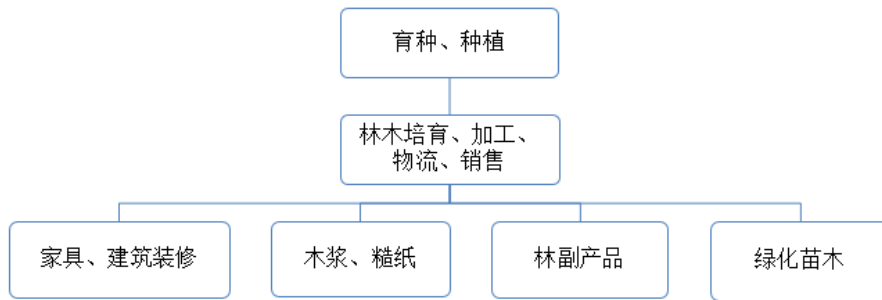 育种、种植
林木培育、加工、
物流、销售
家具、建筑装修
木浆、糙纸
林副产品
绿化苗木